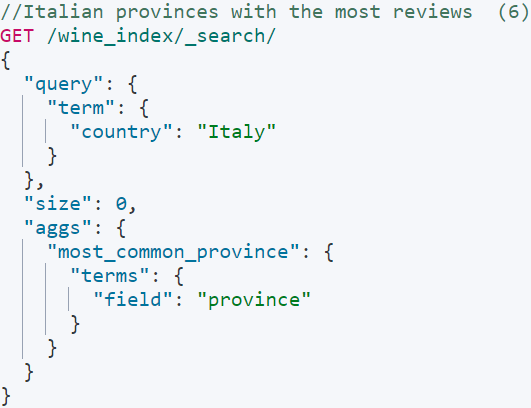 //Italian provinces with the most reviews  (6)
GET /wine_index/_search/
{
  "query": {
    "term": {
      "country": "Italy"
    }
  },
  "size": 0,
  "aggs": {
    "most_common_province": {
      "terms": {
        "field": "province"
      }
    }
  }
}